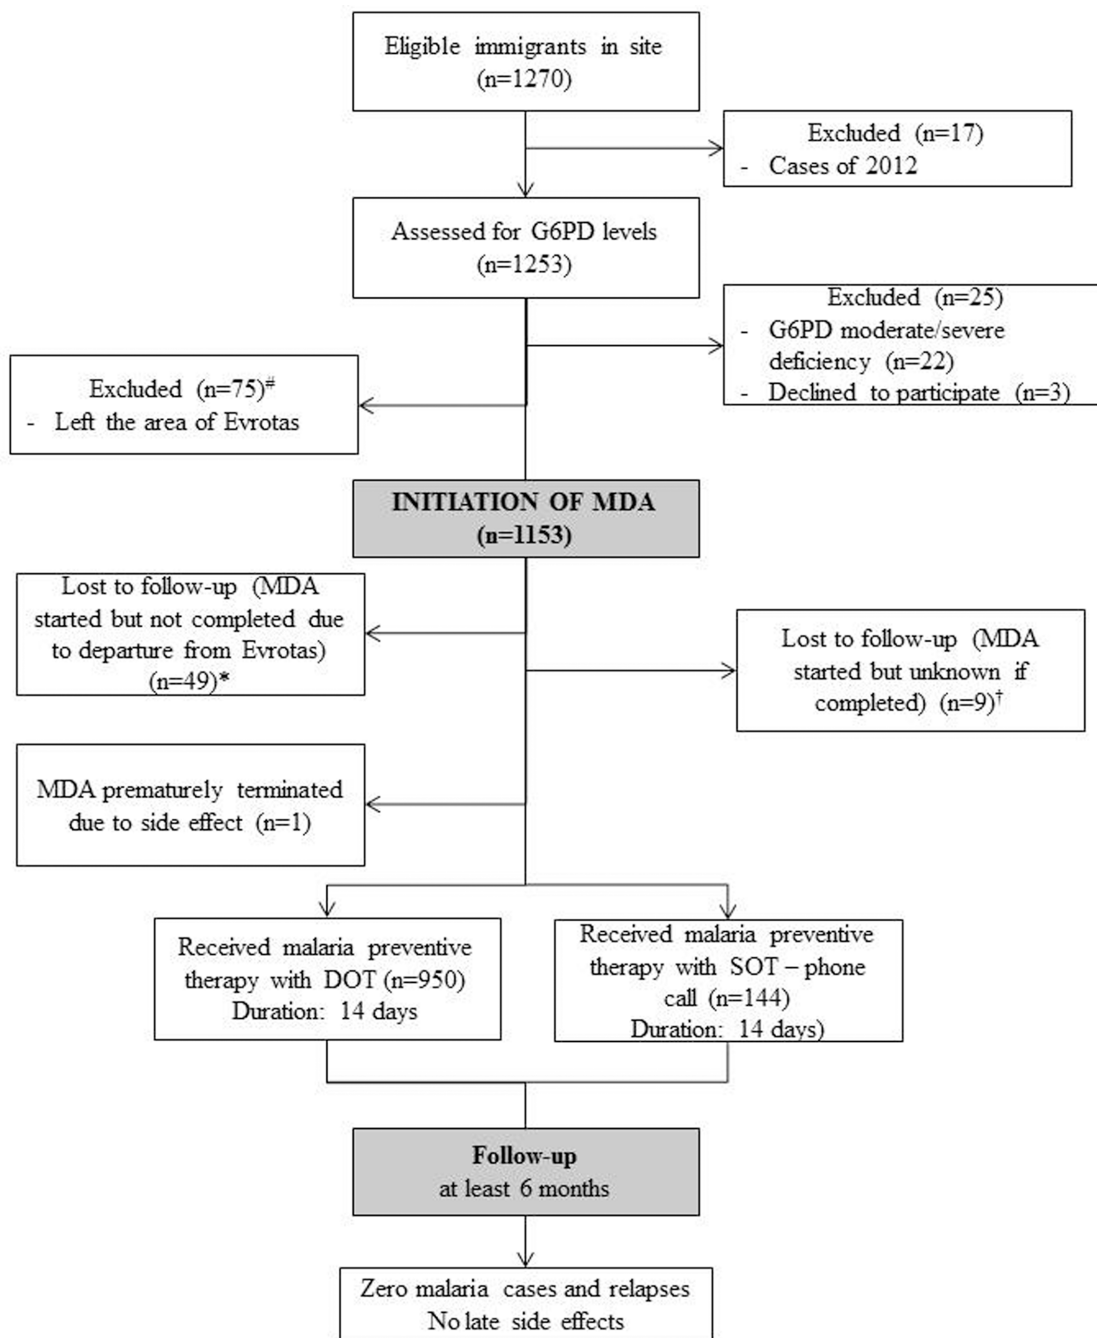 Eligible immigrants in site
(n=1270)
Excluded (n=17)
- Cases of 2012
Assessed for G6PD levels
(n=1253)
Excluded (n=25)
- G6PD moderate/severe
deficiency (n=22)
- Declined to participate (n=3)
Excluded (n=75)#
- Left the area of Evrotas
INITIATION OF MDA
(n=1153)
Lost to follow-up (MDA
started but not completed due
to departure from Evrotas)
(n=49)*
Lost to follow-up (MDA
started but unknown if
completed) (n=9)†
MDA prematurely terminated
due to side effect (n=1)
Received malaria preventive
therapy with DOT (n=950)
Duration: 14 days
Received malaria preventive
therapy with SOT – phone
call (n=144)
Duration: 14 days)
Follow-up
at least 6 months
Zero malaria cases and relapses
No late side effects